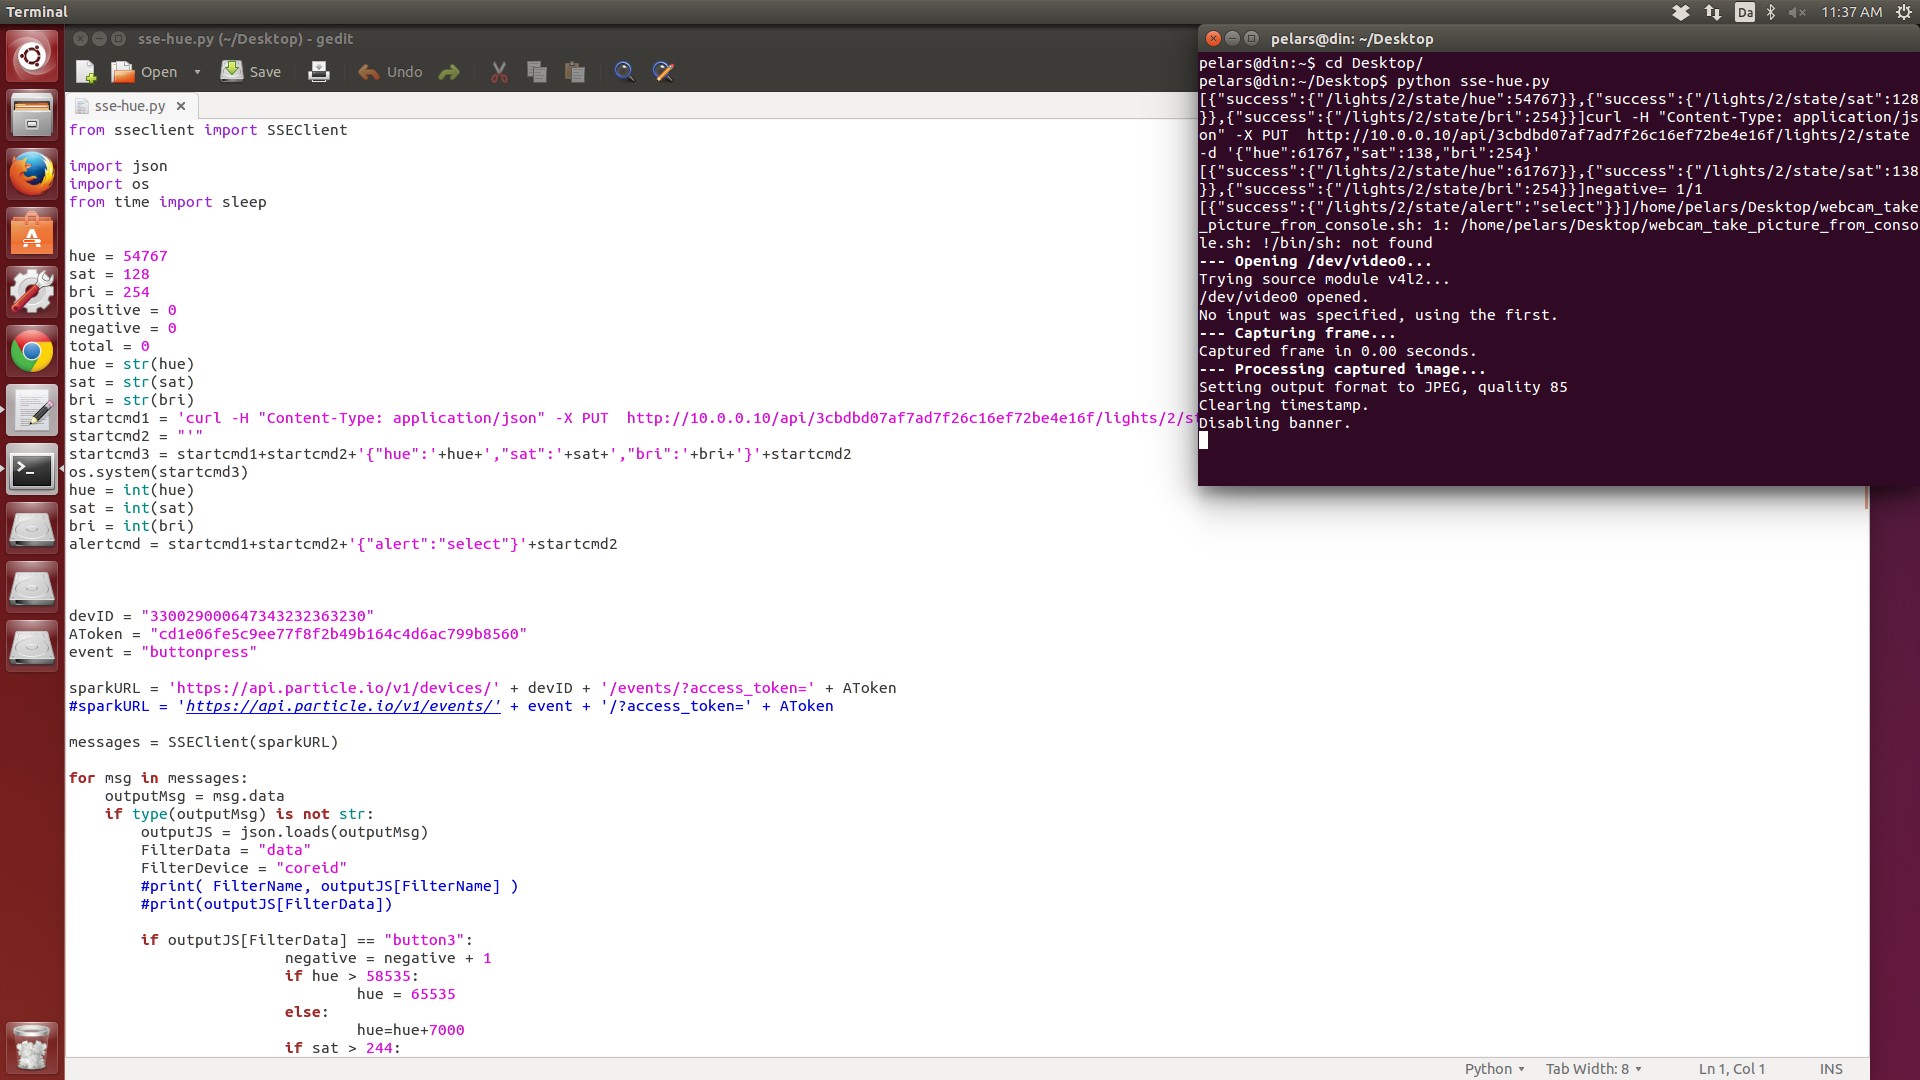 Terminal
Da
11:37 AM
sse-hue.py (~/Desktop) - gedit
Open
Save
Undo
sse-hue.py ×
from sseclient import SSEClient
import json
import os
from time import sleep
hue = 54767
sat = 128
bri = 254
positive = 0
negative = 0
total = 0
hue = str(hue)
sat = str(sat)
bri = str(bri)
startcmd1 = 'curl -H "Content-Type: application/json" -X PUT  http://10.0.0.10/api/3cbdbd07af7ad7f26c16ef72be4e16f/lights/2/st
startcmd2 = "'"
startcmd3 = startcmd1+startcmd2+'{"hue":'+hue+',"sat":'+sat+',"bri":'+bri+'}'+startcmd2
os.system(startcmd3)
hue = int(hue)
sat = int(sat)
bri = int(bri)
alertcmd = startcmd1+startcmd2+'{"alert":"select"}'+startcmd2
devID = "330029000647343232363230"
AToken = "cd1e06fe5c9ee77f8f2b49b164c4d6ac799b8560"
event = "buttonpress"
sparkURL = 'https://api.particle.io/v1/devices/' + devID + '/events/?access_token=' + AToken
#sparkURL = 'https://api.particle.io/v1/events/' + event + '/?access_token=' + AToken
messages = SSEClient(sparkURL)
for msg in messages:
    outputMsg = msg.data
    if type(outputMsg) is not str:
        outputJS = json.loads(outputMsg)
        FilterData = "data"
        FilterDevice = "coreid"
        #print( FilterName, outputJS[FilterName] )
        #print(outputJS[FilterData])
        if outputJS[FilterData] == "button3":
                        negative = negative + 1
                        if hue > 58535:
                                hue = 65535
                        else:
                                hue=hue+7000
                        if sat > 244:
Python
Tab Width: 8
Ln 1, Col 1
INS
pelars@din: ~/Desktop
pelars@din:~$ cd Desktop/
pelars@din:~/Desktop$ python sse-hue.py
[{"success":{"/lights/2/state/hue":54767}},{"success":{"/lights/2/state/sat":128
}},{"success":{"/lights/2/state/bri":254}}]curl -H "Content-Type: application/js
on" -X PUT  http://10.0.0.10/api/3cbdbd07af7ad7f26c16ef72be4e16f/lights/2/state
-d '{"hue":61767,"sat":138,"bri":254}'
[{"success":{"/lights/2/state/hue":61767}},{"success":{"/lights/2/state/sat":138
}},{"success":{"/lights/2/state/bri":254}}]negative= 1/1
[{"success":{"/lights/2/state/alert":"select"}}]/home/pelars/Desktop/webcam_take
_picture_from_console.sh: 1: /home/pelars/Desktop/webcam_take_picture_from_conso
le.sh: !/bin/sh: not found
--- Opening /dev/video0...
Trying source module v4l2...
/dev/video0 opened.
No input was specified, using the first.
--- Capturing frame...
Captured frame in 0.00 seconds.
--- Processing captured image...
Setting output format to JPEG, quality 85
Clearing timestamp.
Disabling banner.